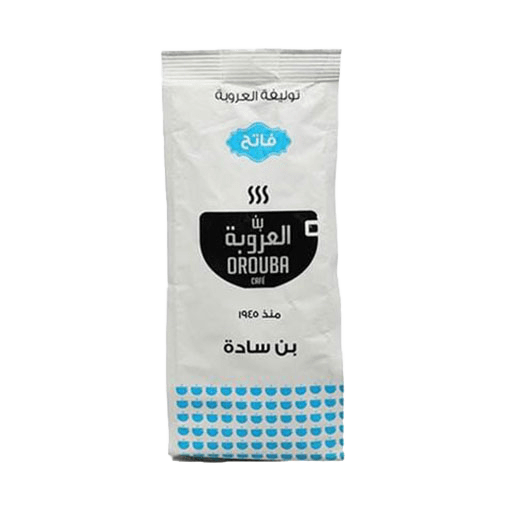 توليفة العروبة
فاتح
بن
العروبة
OROUBA
CAFÉ
منذ ١٩٤٥
بن سادة